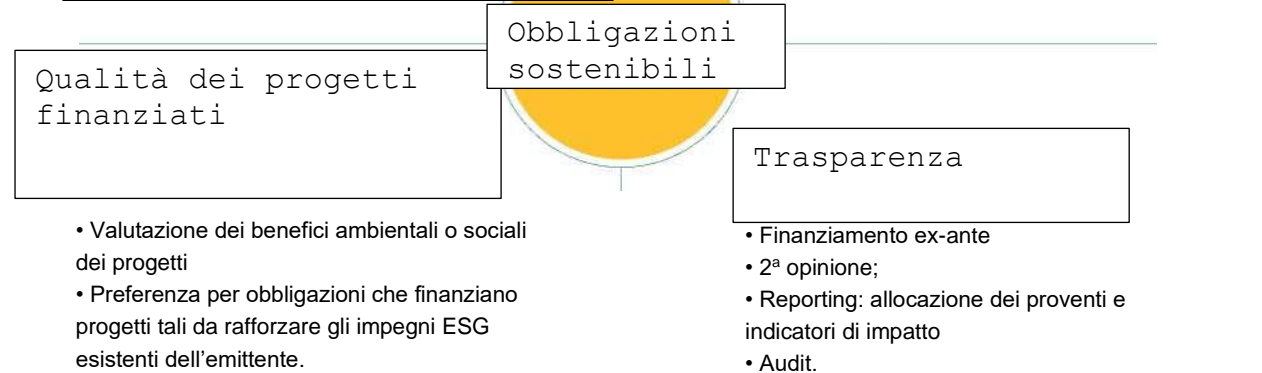 Obbligazioni
sostenibili
Qualità dei progetti
finanziati
Trasparenza
• Valutazione dei benefici ambientali o sociali
dei progetti
• Preferenza per obbligazioni che finanziano
progetti tali da rafforzare gli impegni ESG
esistenti dell’emittente.
• Finanziamento ex-ante
• 2ª opinione;
• Reporting: allocazione dei proventi e
indicatori di impatto
• Audit.